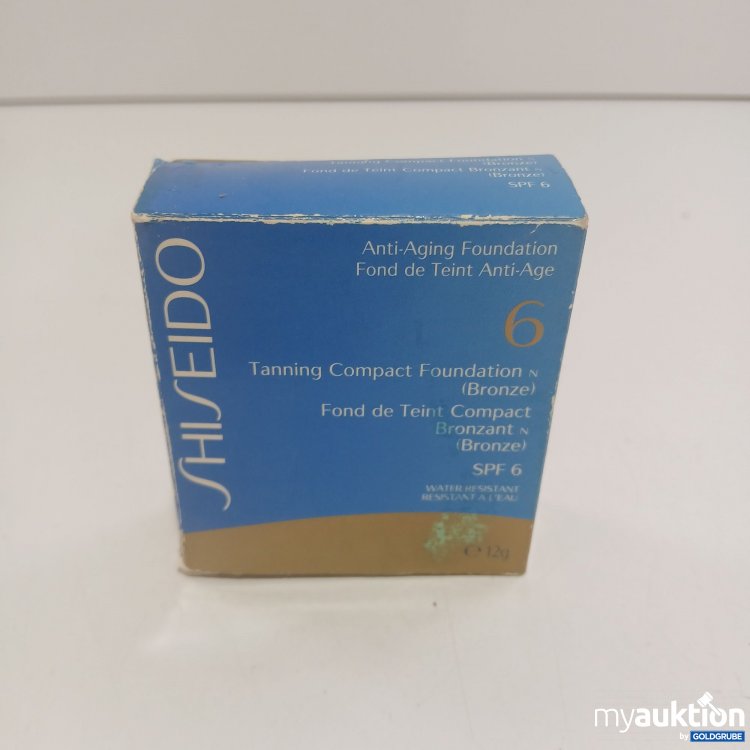 Tanning Compact Foundation N
(Bronze)
Fond de Teint Compact Bronzant N
(Bronze)
SPF 6
SHISEIDO
Anti-Aging Foundation
Fond de Teint Anti-Age
6
Tanning Compact Foundation N
(Bronze)
Fond de Teint Compact
Bronzant N
(Bronze)
SPF 6
WATER RESISTANT
RESISTANT A L'EAU
℮ 12g
myauktion
by GOLDGRUBE